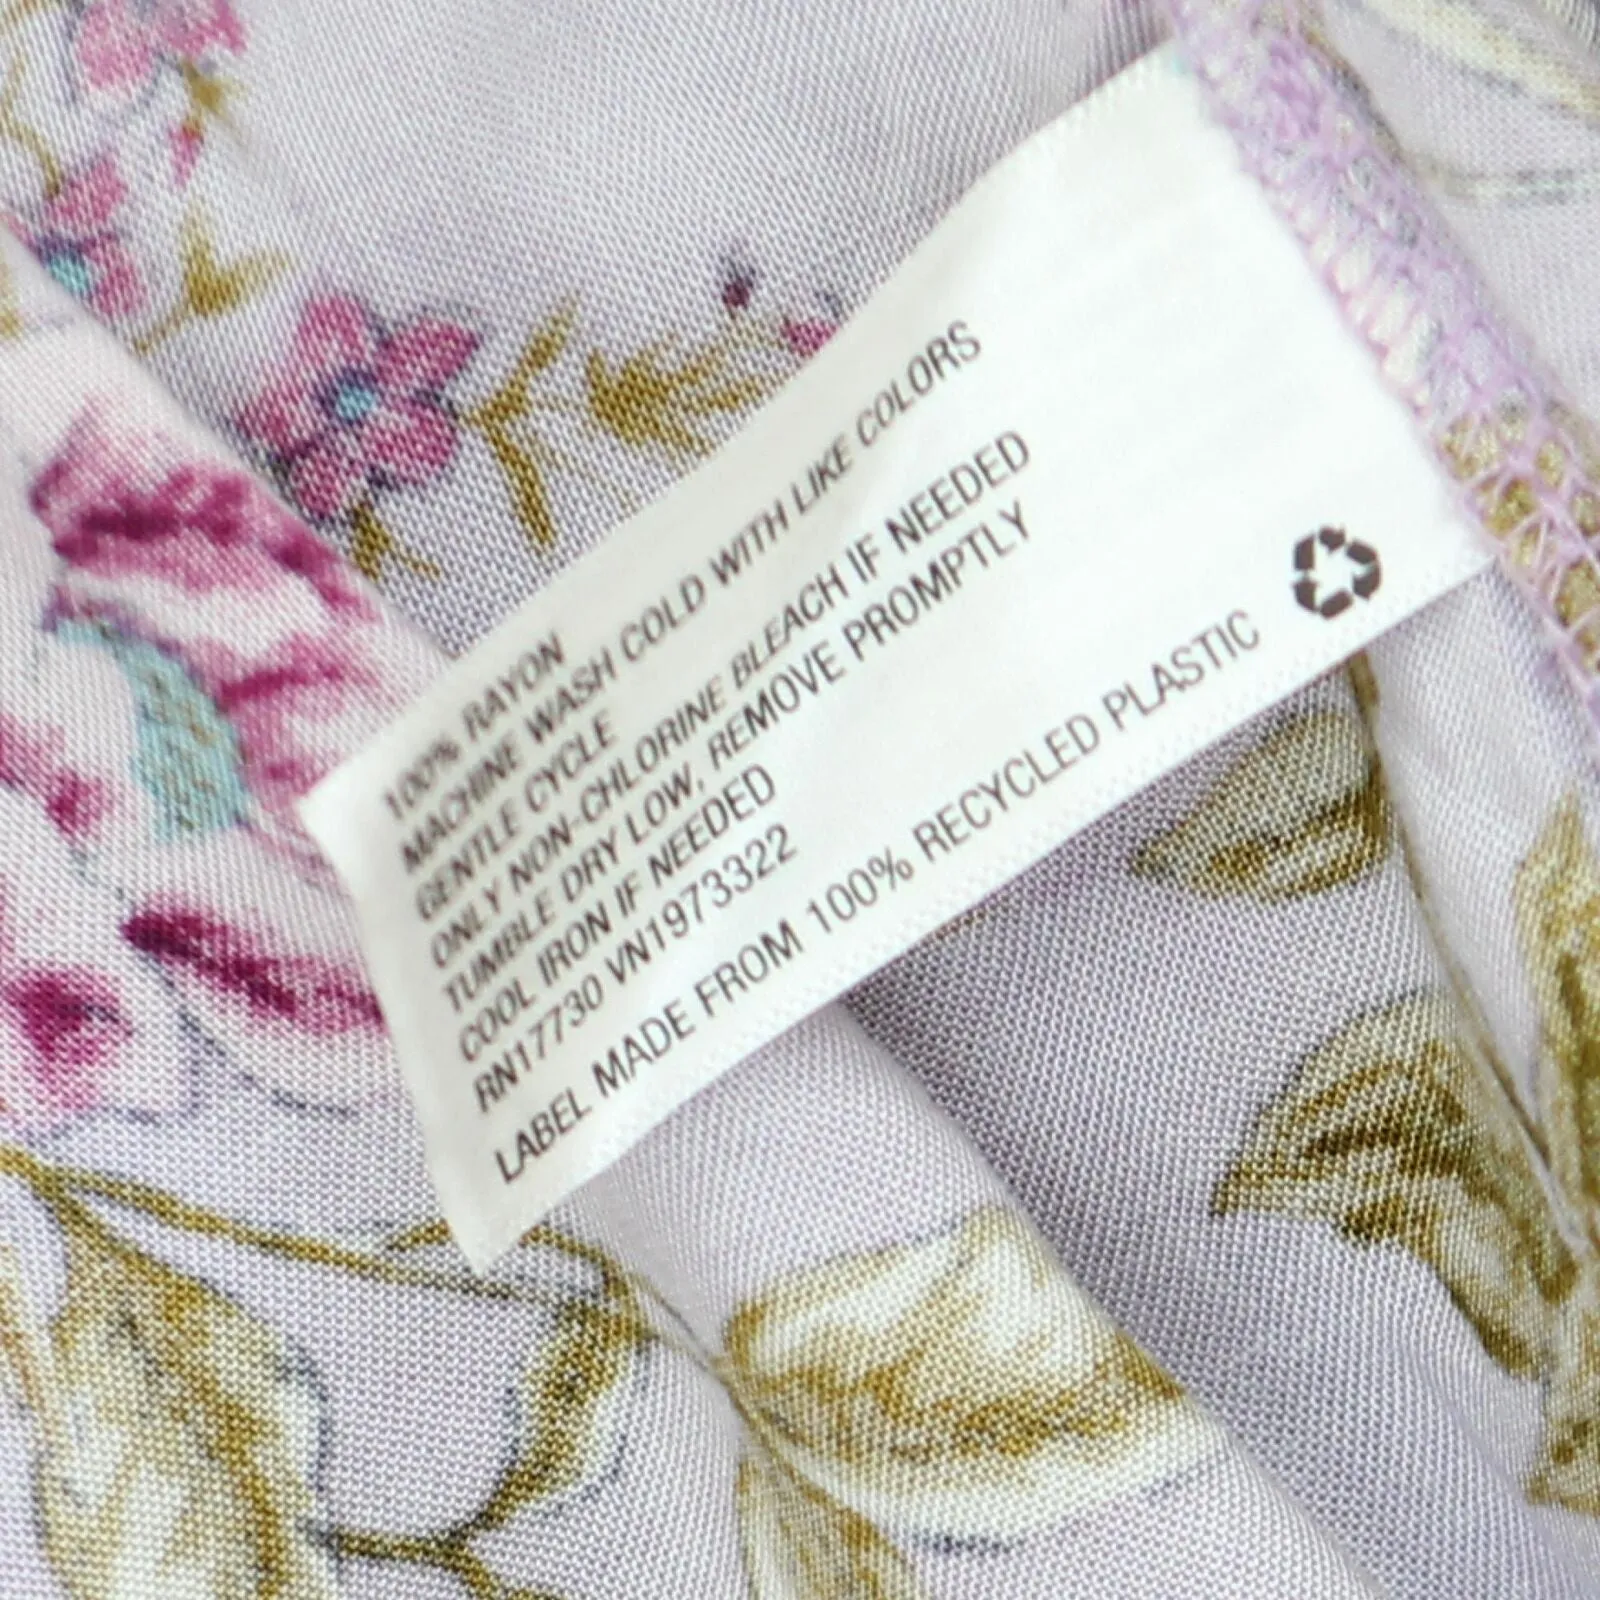 100% RAYON
MACHINE WASH COLD WITH LIKE COLORS
GENTLE CYCLE
ONLY NON-CHLORINE BLEACH IF NEEDED
TUMBLE DRY LOW, REMOVE PROMPTLY
COOL IRON IF NEEDED
RN17730 VN1973322
LABEL MADE FROM 100% RECYCLED PLASTIC